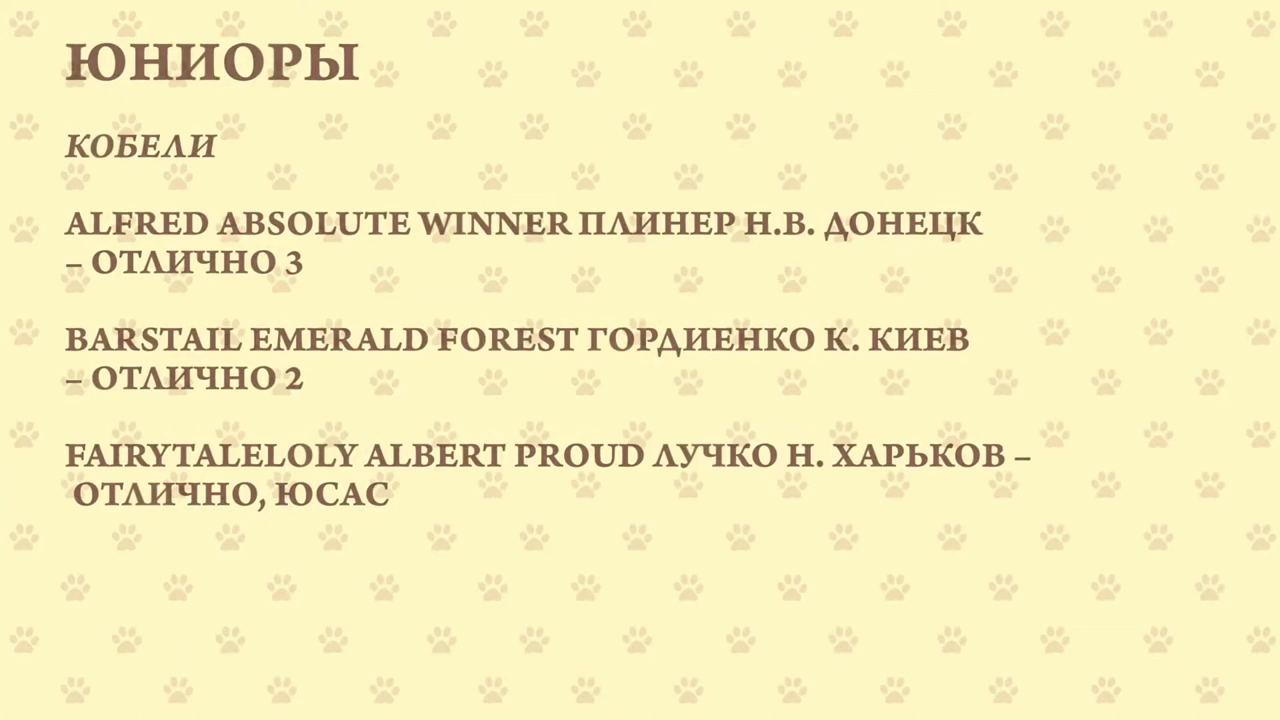 ЮНИОРЫ
КОБЕЛИ
ALFRED ABSOLUTE WINNER ПЛИНЕР Н.В. ДОНЕЦК
– ОТЛИЧНО 3
BARSTAIL EMERALD FOREST ГОРДИЕНКО К. КИЕВ
– ОТЛИЧНО 2
FAIRYTALELOLY ALBERT PROUD ЛУЧКО Н. ХАРЬКОВ –
ОТЛИЧНО, ЮСАС